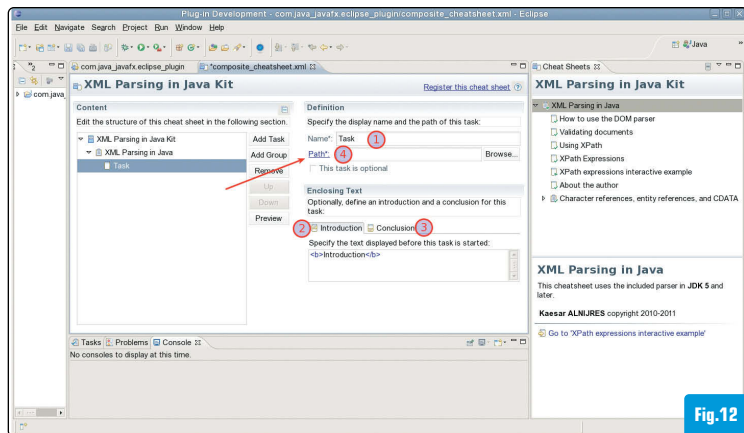 Plug-in Development - com.java_javafx.eclipse_plugin/composite_cheatsheet.xml - Eclipse
File Edit Navigate Search Project Run Window Help
Java
com.java_javafx.eclipse_plugin
*composite_cheatsheet.xml
Cheat Sheets
com.java_
XML Parsing in Java Kit
Register this cheat sheet
Content
Edit the structure of this cheat sheet in the following section.
XML Parsing in Java Kit
XML Parsing in Java
Task
Add Task
Add Group
Remove
Up
Down
Preview
Definition
Specify the display name and the path of this task:
Name*: Task
1
Path*:
4
Browse...
This task is optional
Enclosing Text
Optionally, define an introduction and a conclusion for this
task:
2
Introduction
Conclusion
3
Specify the text displayed before this task is started:
<b>Introduction</b>
XML Parsing in Java Kit
XML Parsing in Java
How to use the DOM parser
Validating documents
Using XPath
XPath Expressions
XPath expressions interactive example
About the author
Character references, entity references, and CDATA
XML Parsing in Java
This cheatsheet uses the included parser in JDK 5 and
later.
Kaesar ALNIJRES copyright 2010-2011
Go to 'XPath expressions interactive example'
Tasks
Problems
Console
No consoles to display at this time.
Fig.12